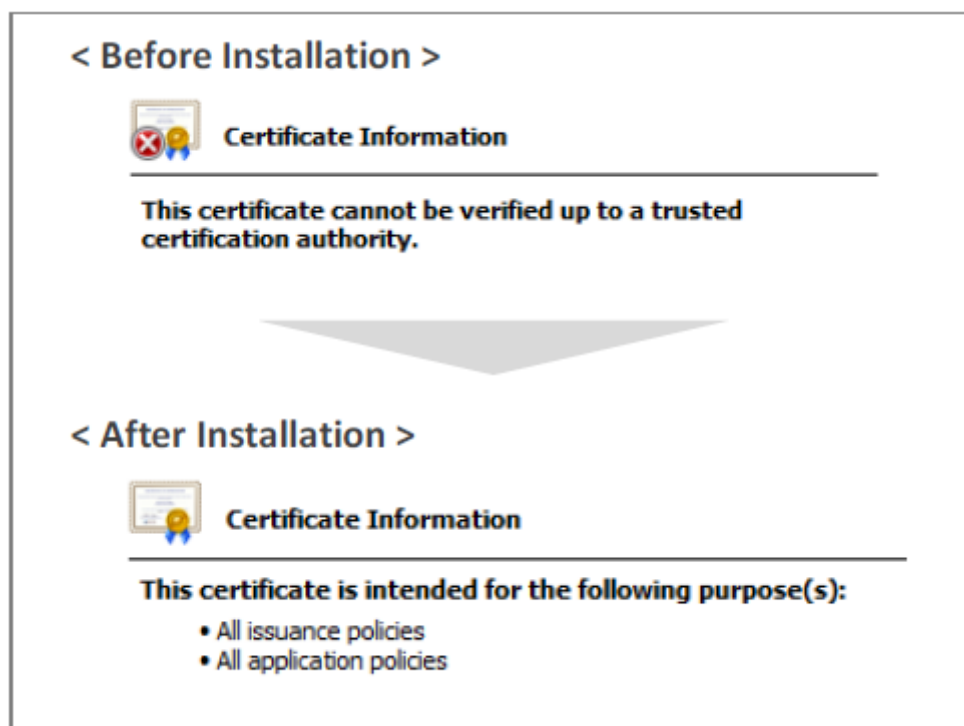 < Before Installation >
Certificate Information
This certificate cannot be verified up to a trusted
certification authority.
< After Installation >
Certificate Information
This certificate is intended for the following purpose(s):
• All issuance policies
• All application policies